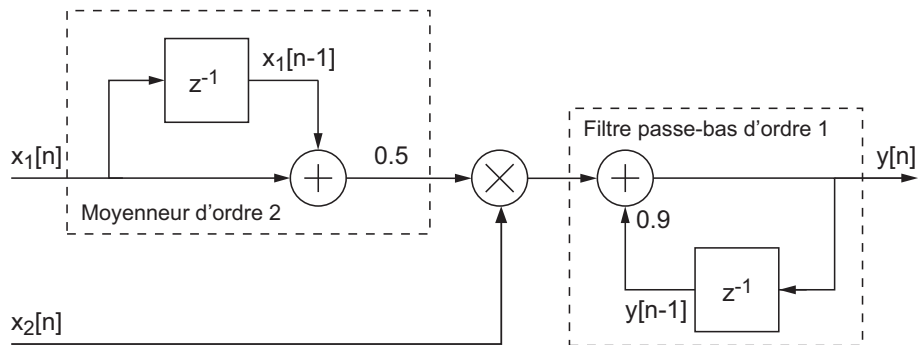 x₁[n-1]
z⁻¹
Filtre passe-bas d'ordre 1
x₁[n]
0.5
y[n]
Moyenneur d'ordre 2
0.9
z⁻¹
y[n-1]
x₂[n]